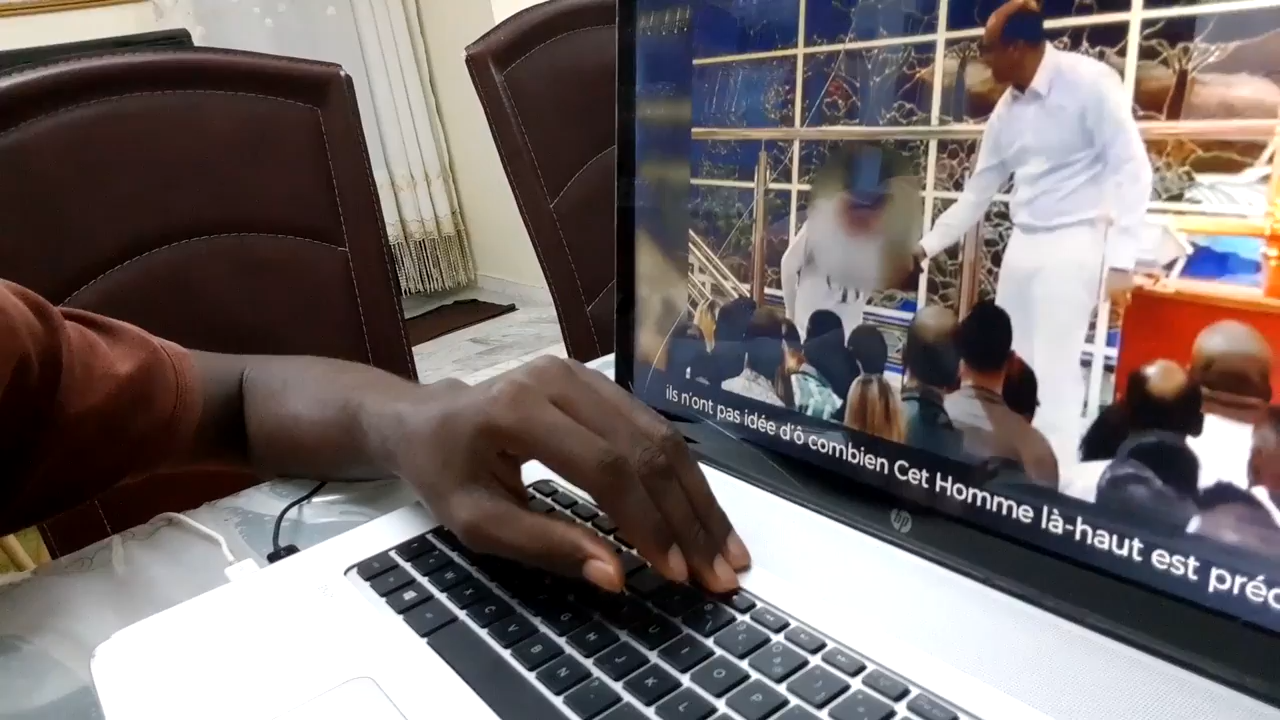 ils n'ont pas idée d'ô combien Cet Homme là-haut est préc
hp
W
X
C
V
G
B
H
N
U
J
K
L
O
P